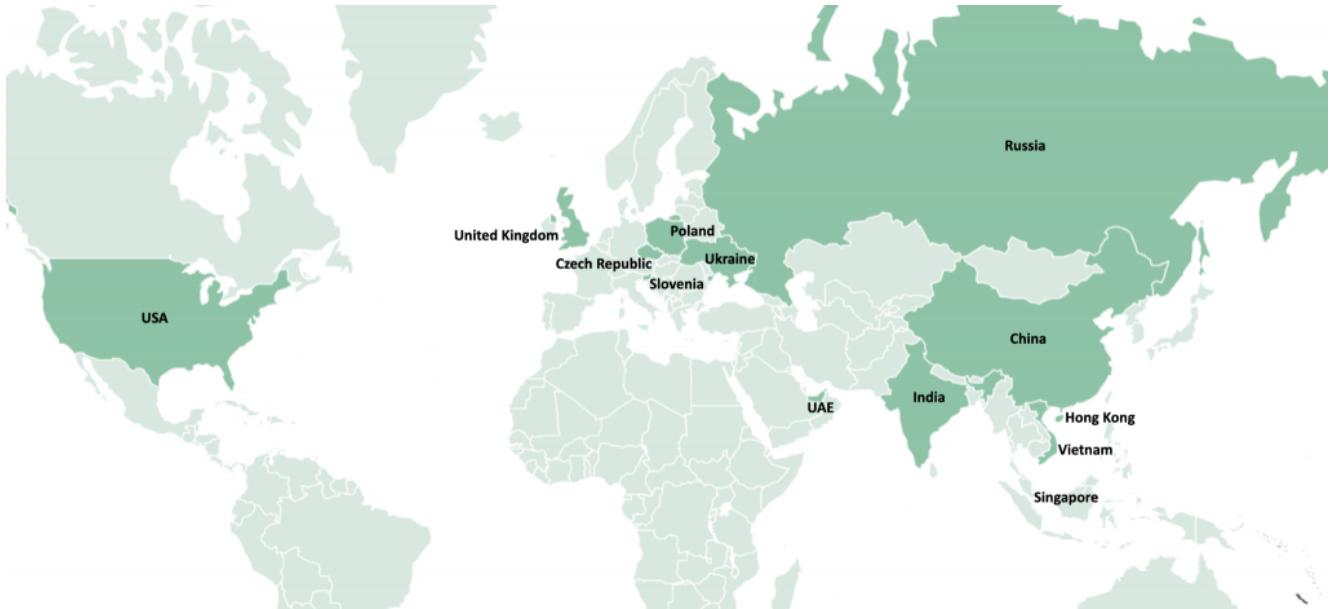 Russia
United Kingdom
Poland
Ukraine
Czech Republic
Slovenia
USA
China
India
UAE
Hong Kong
Vietnam
Singapore